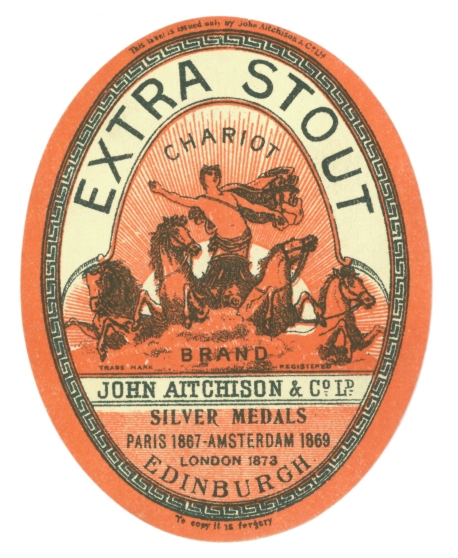 This label is issued only by John Aitchison & Co Ltd
EXTRA STOUT
CHARIOT
BRAND
TRADE MARK
REGISTERED
JOHN AITCHISON & Co. LD.
SILVER MEDALS
PARIS 1867-AMSTERDAM 1869
LONDON 1873
EDINBURGH
To copy it is forgery